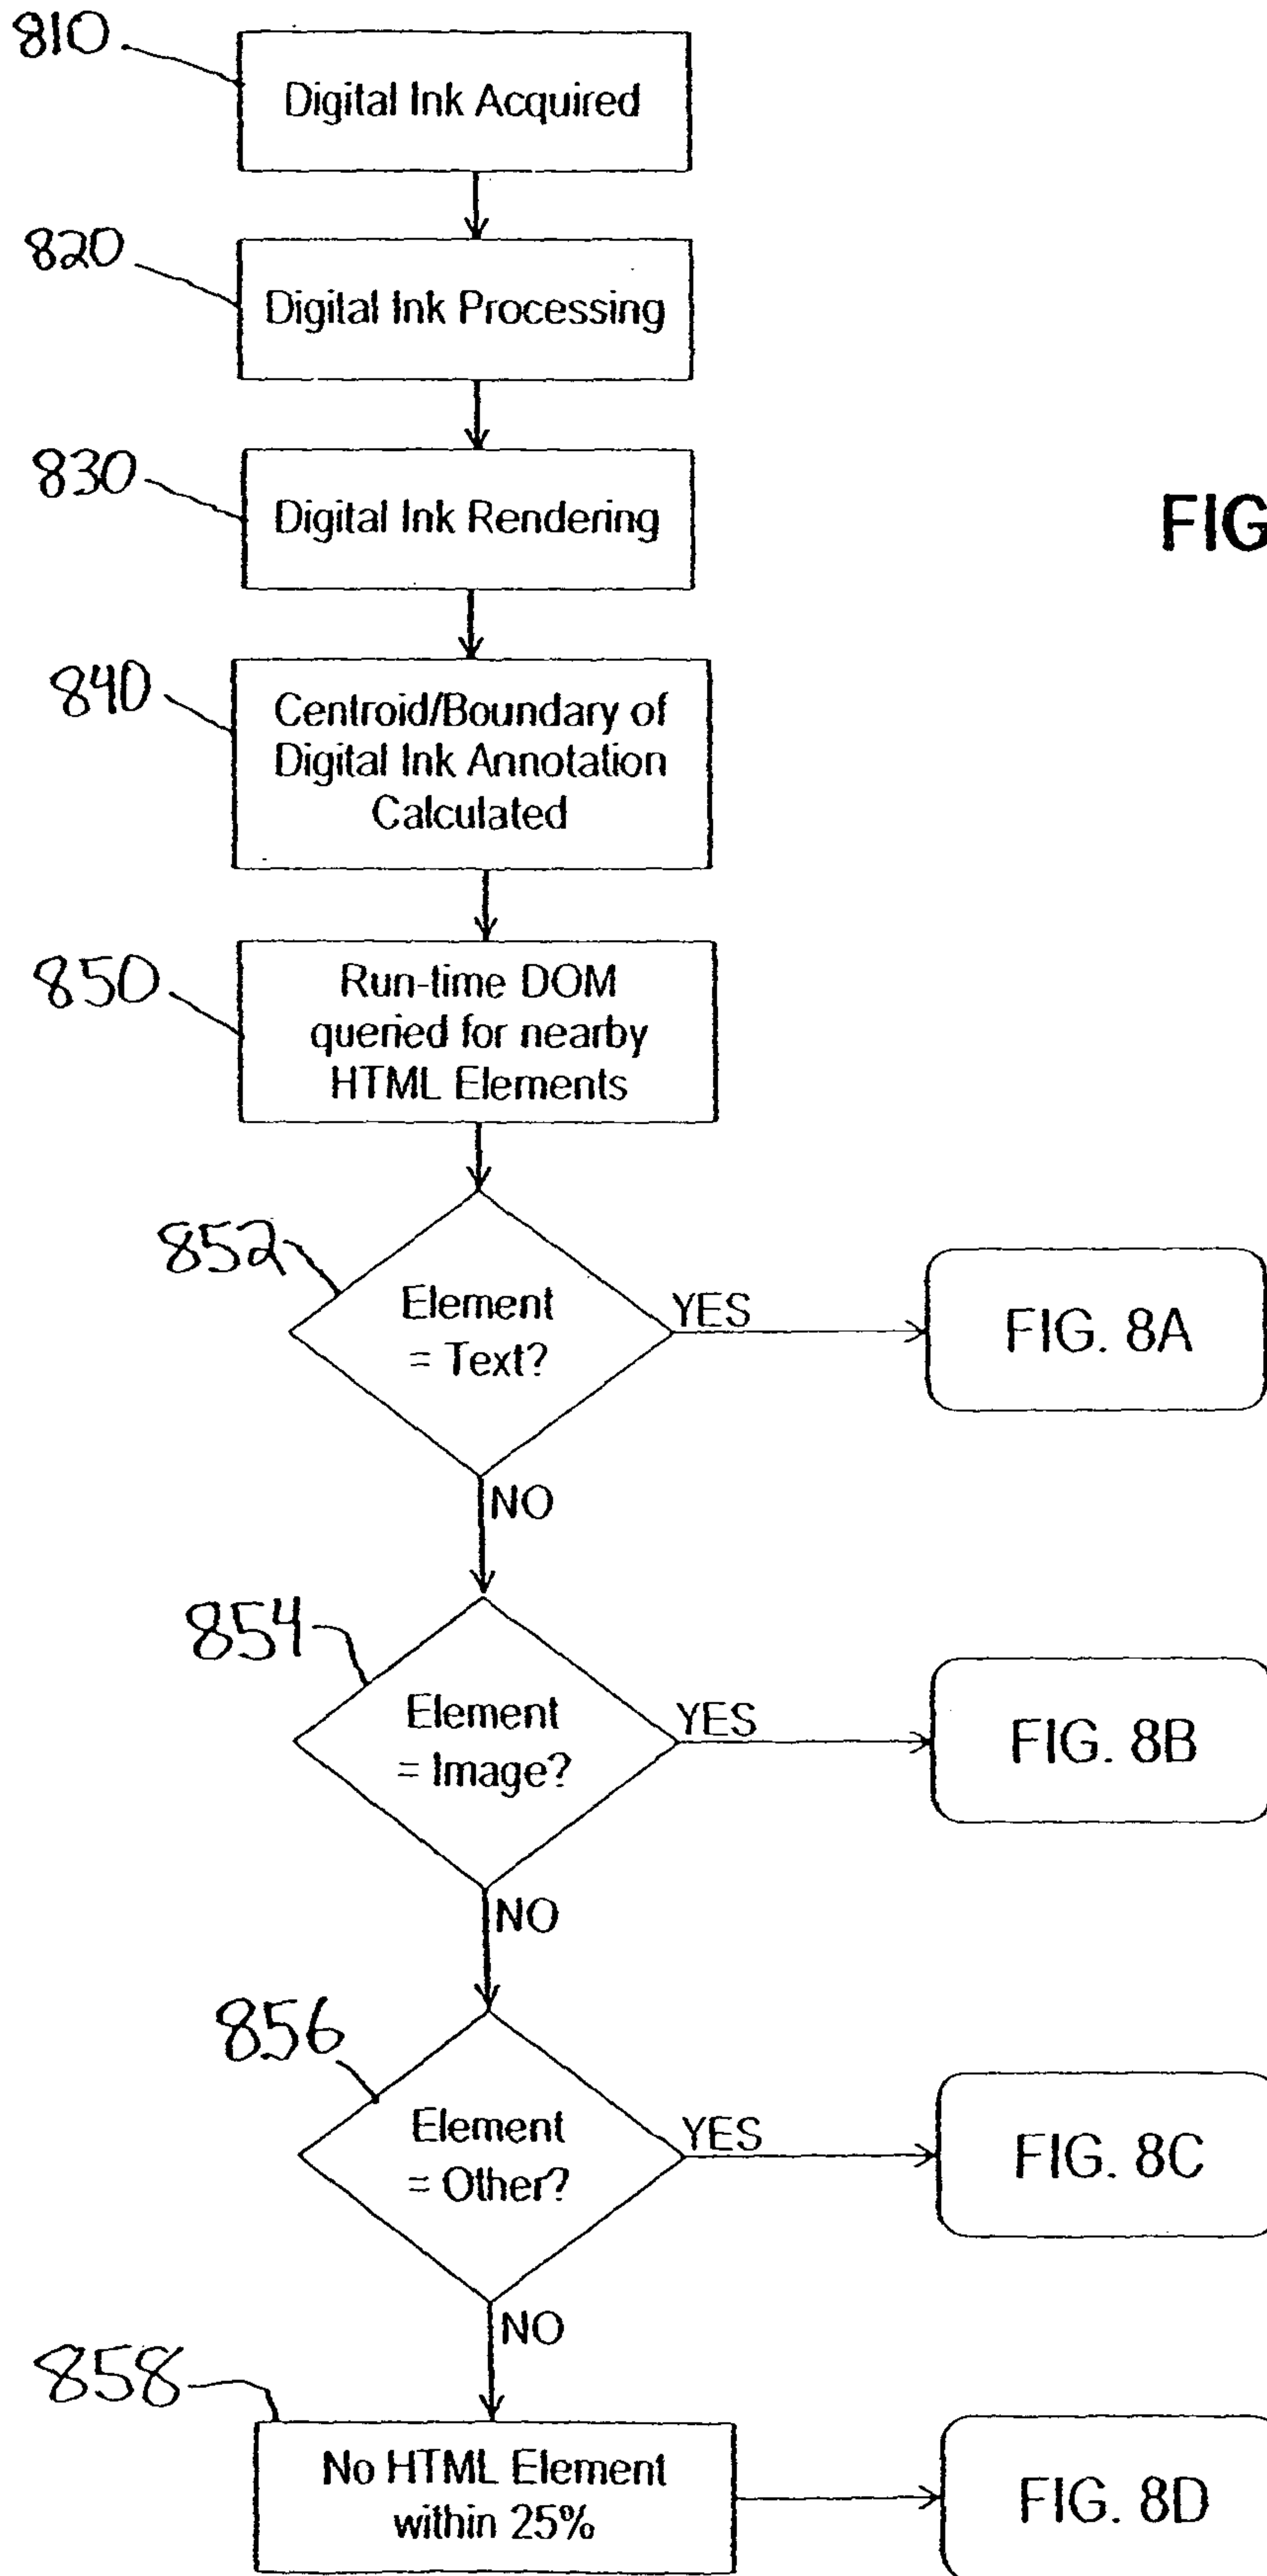 810
Digital Ink Acquired
820
Digital Ink Processing
830
Digital Ink Rendering
FIG
840
Centroid/Boundary of
Digital Ink Annotation
Calculated
850
Run-time DOM
queried for nearby
HTML Elements
852
Element
= Text?
YES
FIG. 8A
NO
854
Element
= Image?
YES
FIG. 8B
NO
856
Element
= Other?
YES
FIG. 8C
NO
858
No HTML Element
within 25%
FIG. 8D